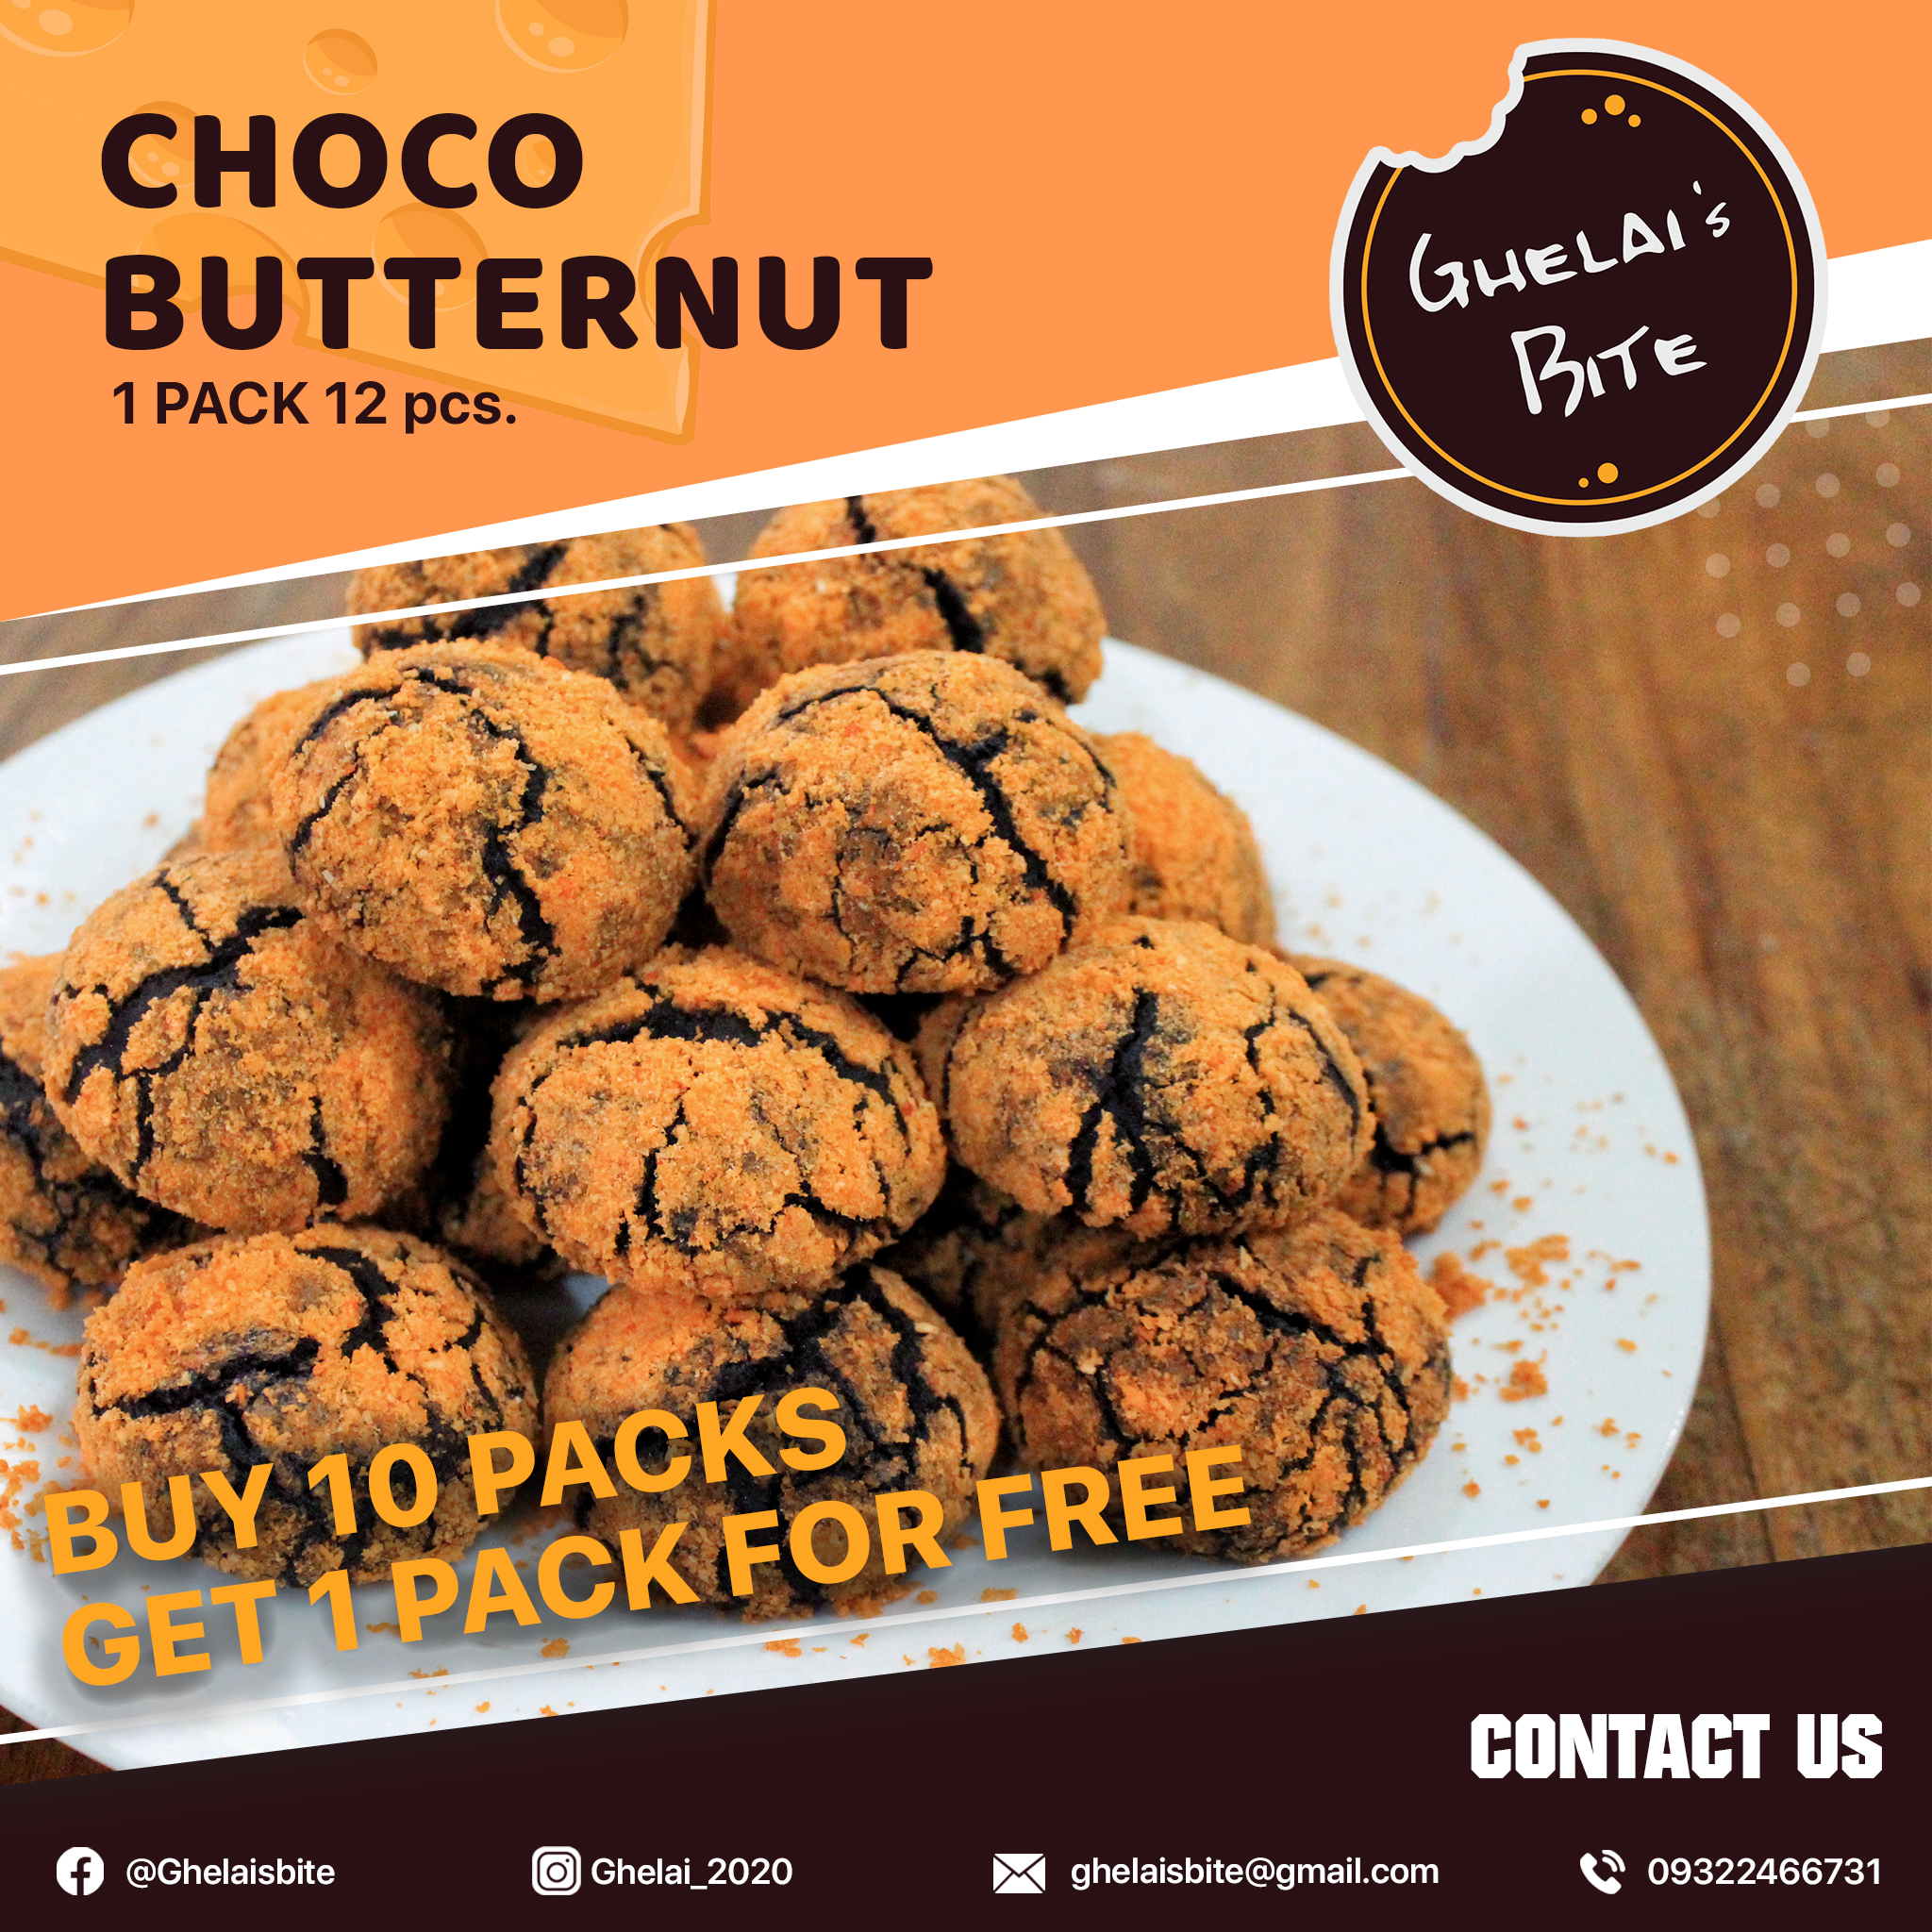 CHOCO
BUTTERNUT
1 PACK 12 pcs.
GHELAI's
BITE
BUY 10 PACKS
GET 1 PACK FOR FREE
CONTACT US
@Ghelaisbite
Ghelai_2020
ghelaisbite@gmail.com
09322466731